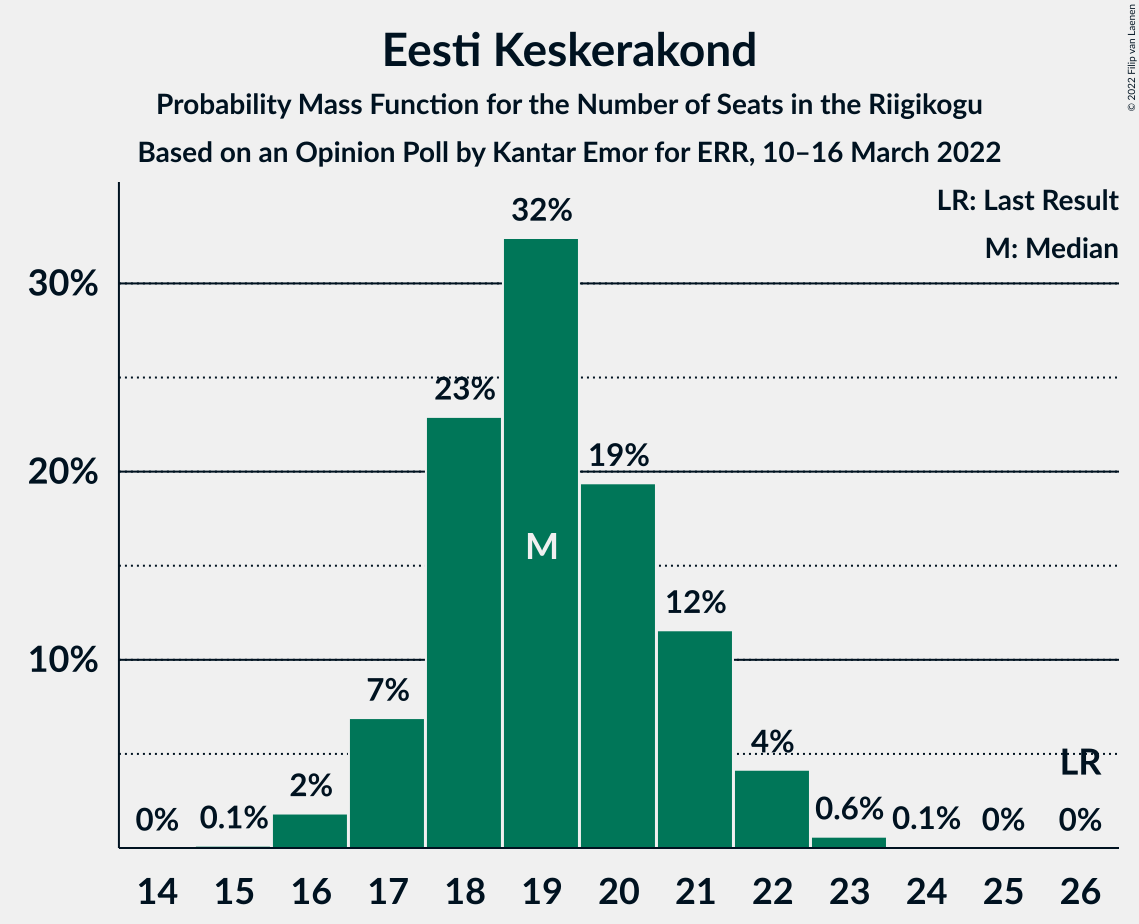 Eesti Keskerakond
Probability Mass Function for the Number of Seats in the Riigikogu
Based on an Opinion Poll by Kantar Emor for ERR, 10–16 March 2022
© 2022 Filip van Laenen
LR: Last Result
M: Median
30%
20%
10%
0%
0.1%
2%
7%
23%
32%
M
19%
12%
4%
0.6%
0.1%
0%
LR
0%
14 15 16 17 18 19 20 21 22 23 24 25 26